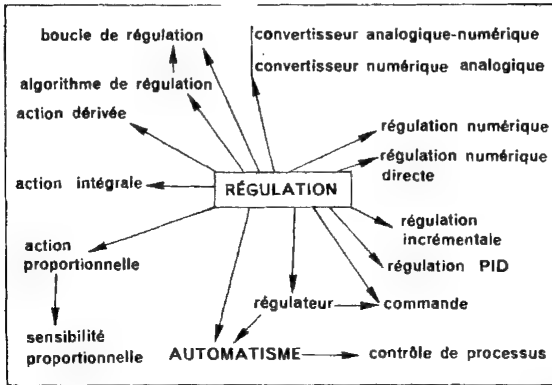 boucle de régulation
convertisseur analogique-numérique
convertisseur numérique analogique
algorithme de régulation
action dérivée
régulation numérique
régulation numérique
directe
action intégrale
RÉGULATION
régulation
incrémentale
action
proportionnelle
régulation PID
régulateur
commande
sensibilité
proportionnelle
AUTOMATISME
contrôle de processus